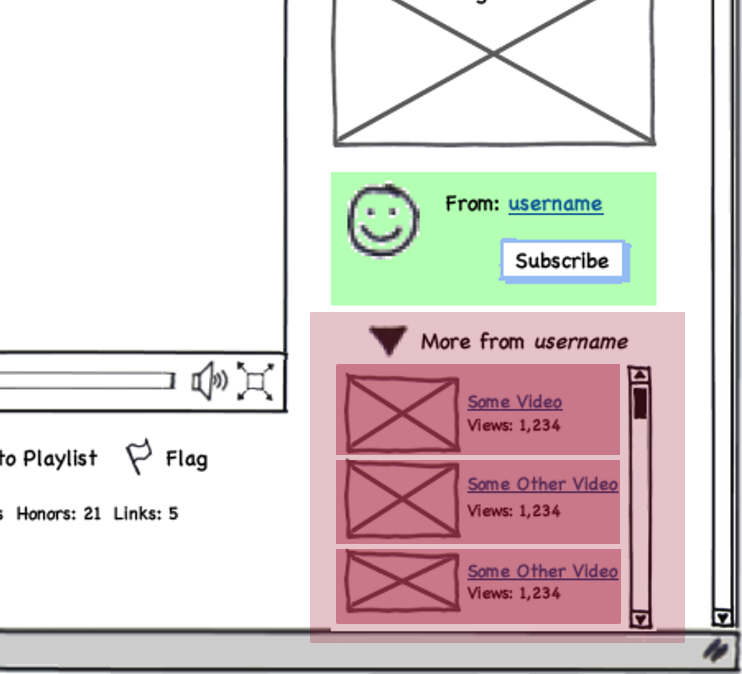 From: username
Subscribe
More from username
Some Video
Views: 1,234
Some Other Video
Views: 1,234
Some Other Video
Views: 1,234
to Playlist Flag
s Honors: 21 Links: 5